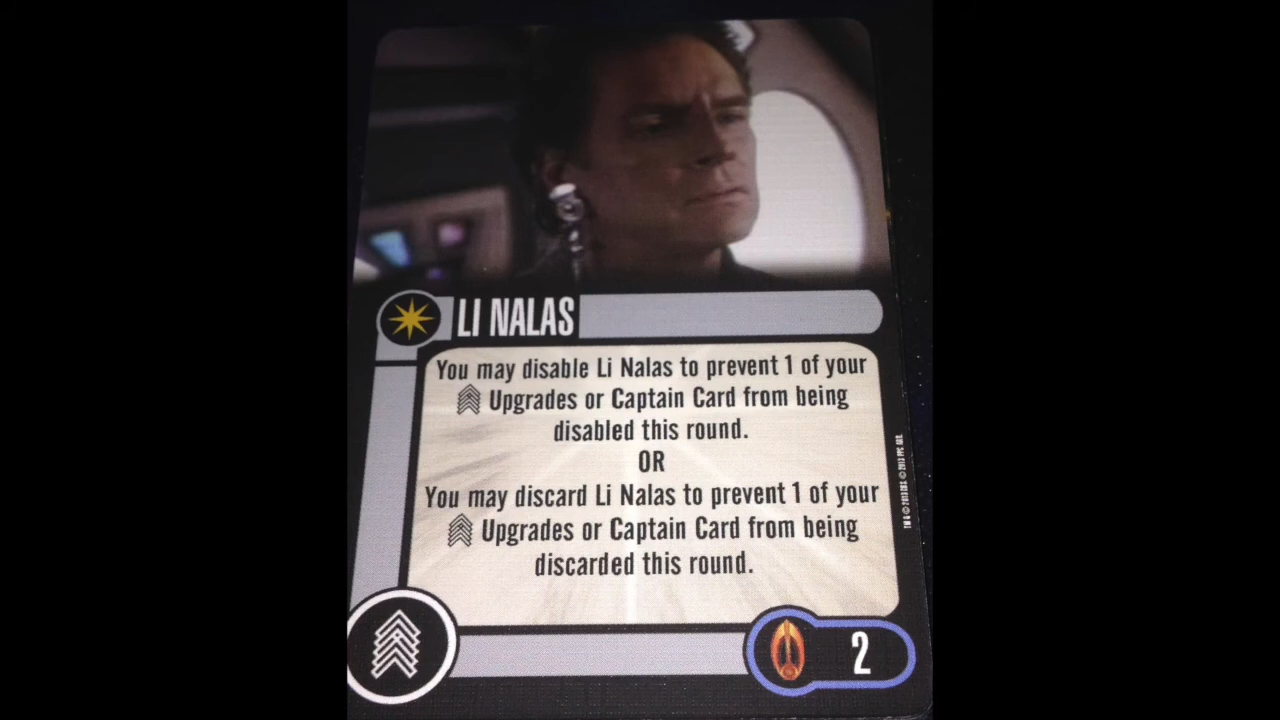 LI NALAS
You may disable Li Nalas to prevent 1 of your
Upgrades or Captain Card from being
disabled this round.
OR
You may discard Li Nalas to prevent 1 of your
Upgrades or Captain Card from being
discarded this round.
2